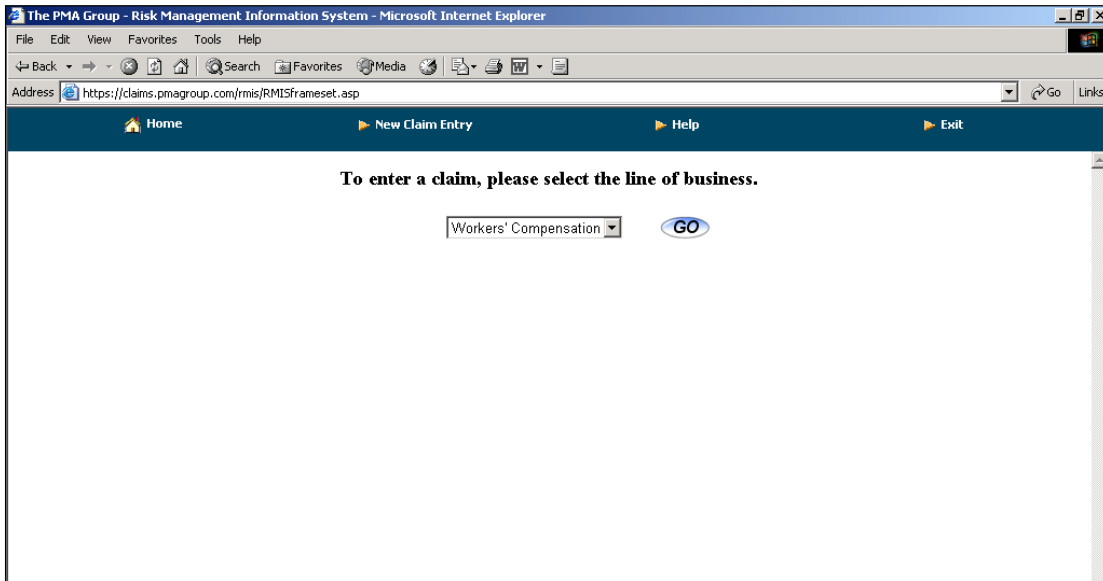 The PMA Group - Risk Management Information System - Microsoft Internet Explorer
File Edit View Favorites Tools Help
Back Search Favorites Media
Address https://claims.pmagroup.com/rmis/RMISframeset.asp Go Links
Home New Claim Entry Help Exit
To enter a claim, please select the line of business.
Workers' Compensation GO